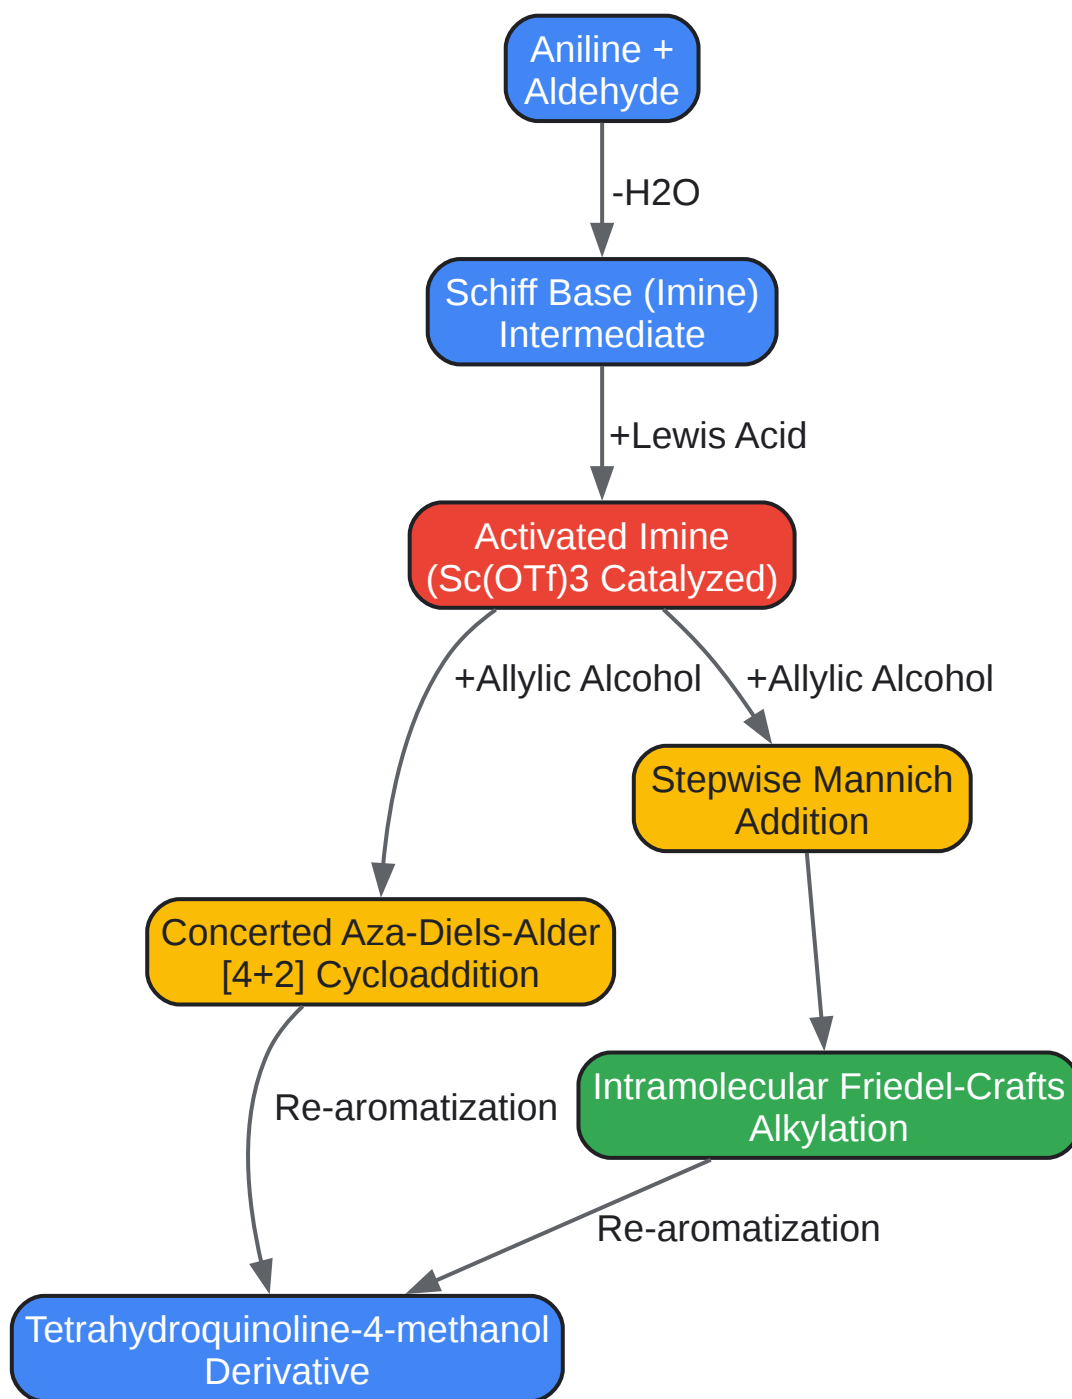 Aniline +
Aldehyde
-H2O
Schiff Base (Imine)
Intermediate
+Lewis Acid
Activated Imine
(Sc(OTf)3 Catalyzed)
+Allylic Alcohol
+Allylic Alcohol
Stepwise Mannich
Addition
Concerted Aza-Diels-Alder
[4+2] Cycloaddition
Intramolecular Friedel-Crafts
Alkylation
Re-aromatization
Re-aromatization
Tetrahydroquinoline-4-methanol
Derivative